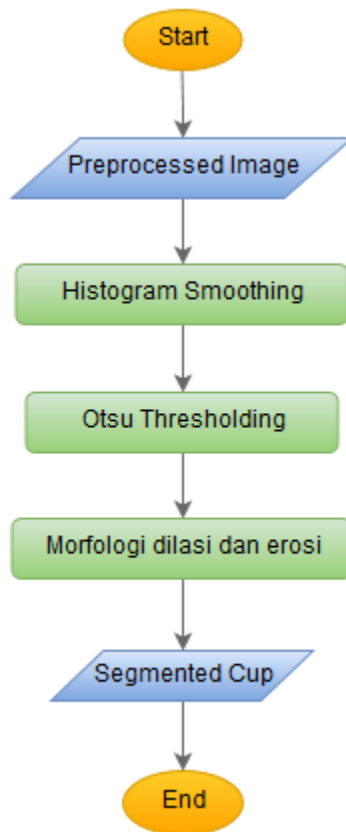 Start
Preprocessed Image
Histogram Smoothing
Otsu Thresholding
Morfologi dilasi dan erosi
Segmented Cup
End